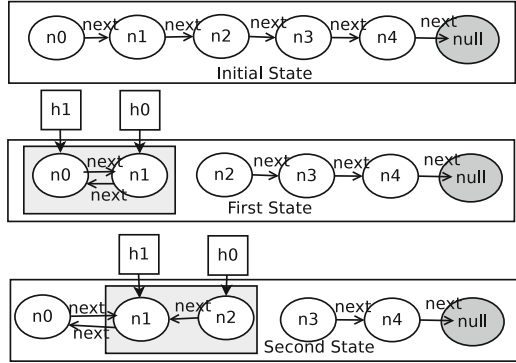 next next next next next
n0 n1 n2 n3 n4 null
Initial State
h1 h0
next next next next
n0 n1 n2 n3 n4 null
next
First State
h1 h0
next next next next
n0 n1 n2 n3 n4 null
next
Second State